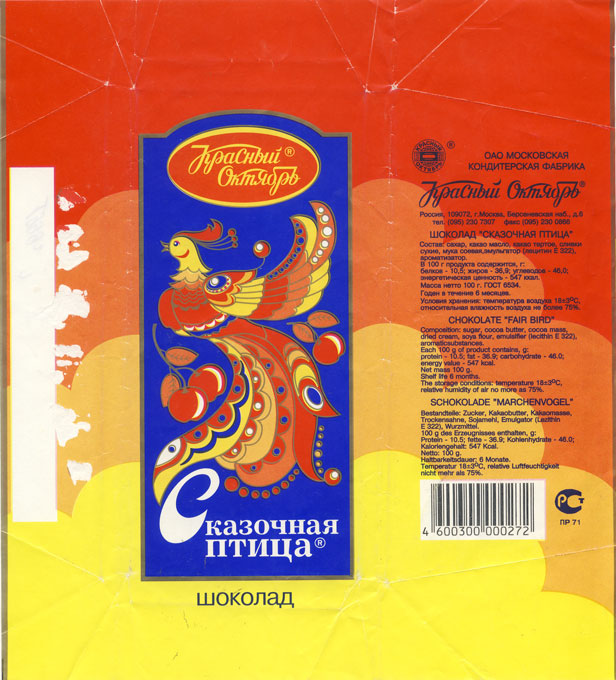 Красный ®
Октябрь
Сказочная
птица®
шоколад
КРАСНЫЙ
ОКТЯБРЬ
®
ОАО МОСКОВСКАЯ
КОНДИТЕРСКАЯ ФАБРИКА
Красный Октябрь®
Россия, 109072, г.Москва, Берсеневская наб., д.6
тел. (095) 230 7507 факс (095) 230 0856
ШОКОЛАД "СКАЗОЧНАЯ ПТИЦА"
Состав: сахар, какао масло, какао тертое, сливки
сухие, мука соевая,эмульгатор (лецитин E 322),
ароматизатор.
В 100 г продукта содержится, г:
белков - 10,5; жиров - 36,9; углеводов - 46,0;
энергетическая ценность - 547 ккал.
Масса нетто 100 г. ГОСТ 6534.
Годен в течение 6 месяцев.
Условия хранения: температура воздуха 18±3ºC,
относительная влажность воздуха не более 75%.
CHOKOLATE "FAIR BIRD"
Composition: sugar, cocoa butter, cocoa mass,
dried cream, soya flour, emulsifier (lecithin E 322),
aromaticsubstances.
Each 100 g of product contains, g:
protein - 10.5; fat - 36.9; carbohydrate - 46.0;
energy value - 547 kcal.
Net mass 100 g.
Shelf life 6 months.
The storage conditions: temperature 18±3ºC,
relative humidity of air no more as 75%.
SCHOKOLADE "MARCHENVOGEL"
Bestandteile: Zucker, Kakaobutter, Kakaomasse,
Trockensahne, Sojamehl, Emulgator (Lezithin
E 322), Wurzmittel.
100 g des Erzeugnisses enthalten, g:
Protein - 10.5; fette - 36.9; Kohlenhydrate - 46.0;
Kaloriengehalt: 547 Kcal.
Netto: 100 g.
Haltbarkeitsdauer: 6 Monate.
Temperatur 18±3ºC, relative Luftfeuchtigkeit
nicht mehr als 75%.
4 600300 000272
РСТ
ПР 71